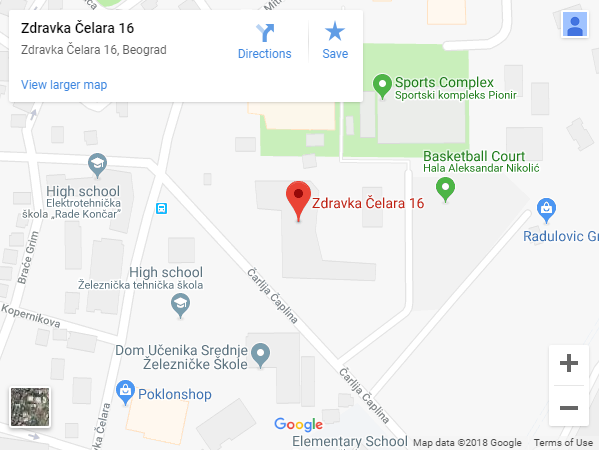 Zdravka Čelara 16
Zdravka Čelara 16, Beograd
Directions
Save
View larger map
Sports Complex
Sportski kompleks Pionir
Basketball Court
Hala Aleksandar Nikolić
High school
Elektrotehnička
škola „Rade Končar“
Zdravka Čelara 16
Radulovic Gr
Braće Grim
High school
Železnička tehnička škola
Čarlija Čaplina
Kopernikova
Dom Učenika Srednje
Železničke Škole
Čarlija Čaplina
Poklonshop
Čelara
Google
Elementary School
Map data ©2018 Google
Terms of Use